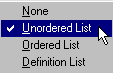 None
Unordered List
Ordered List
Definition List